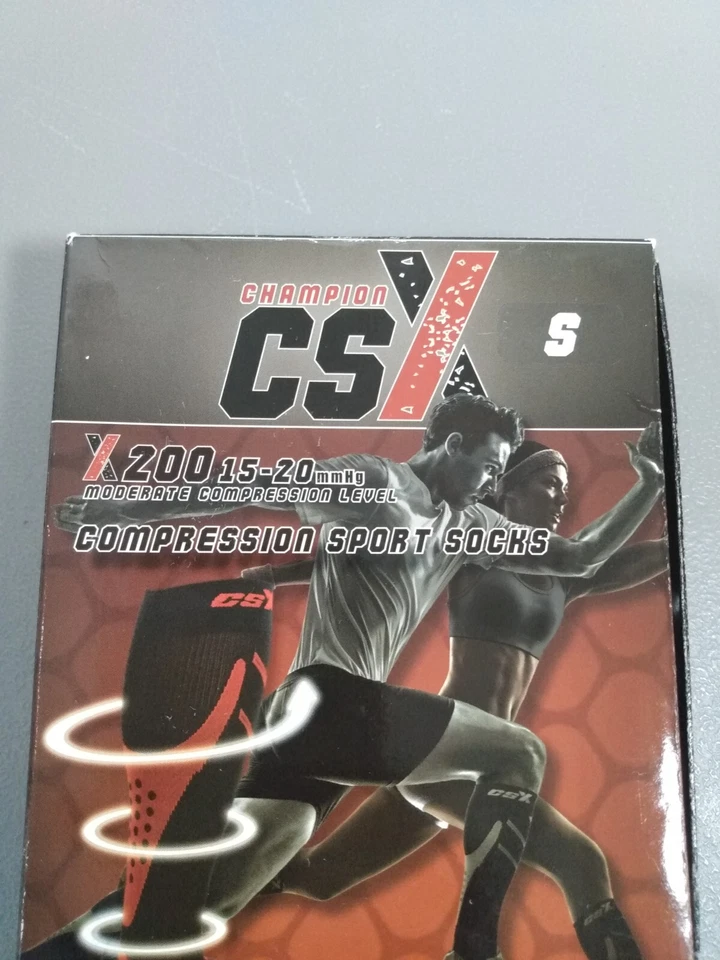 CHAMPION
CSX
S
X200 15-20mmHg
MODERATE COMPRESSION LEVEL
COMPRESSION SPORT SOCKS
CSX
CSX